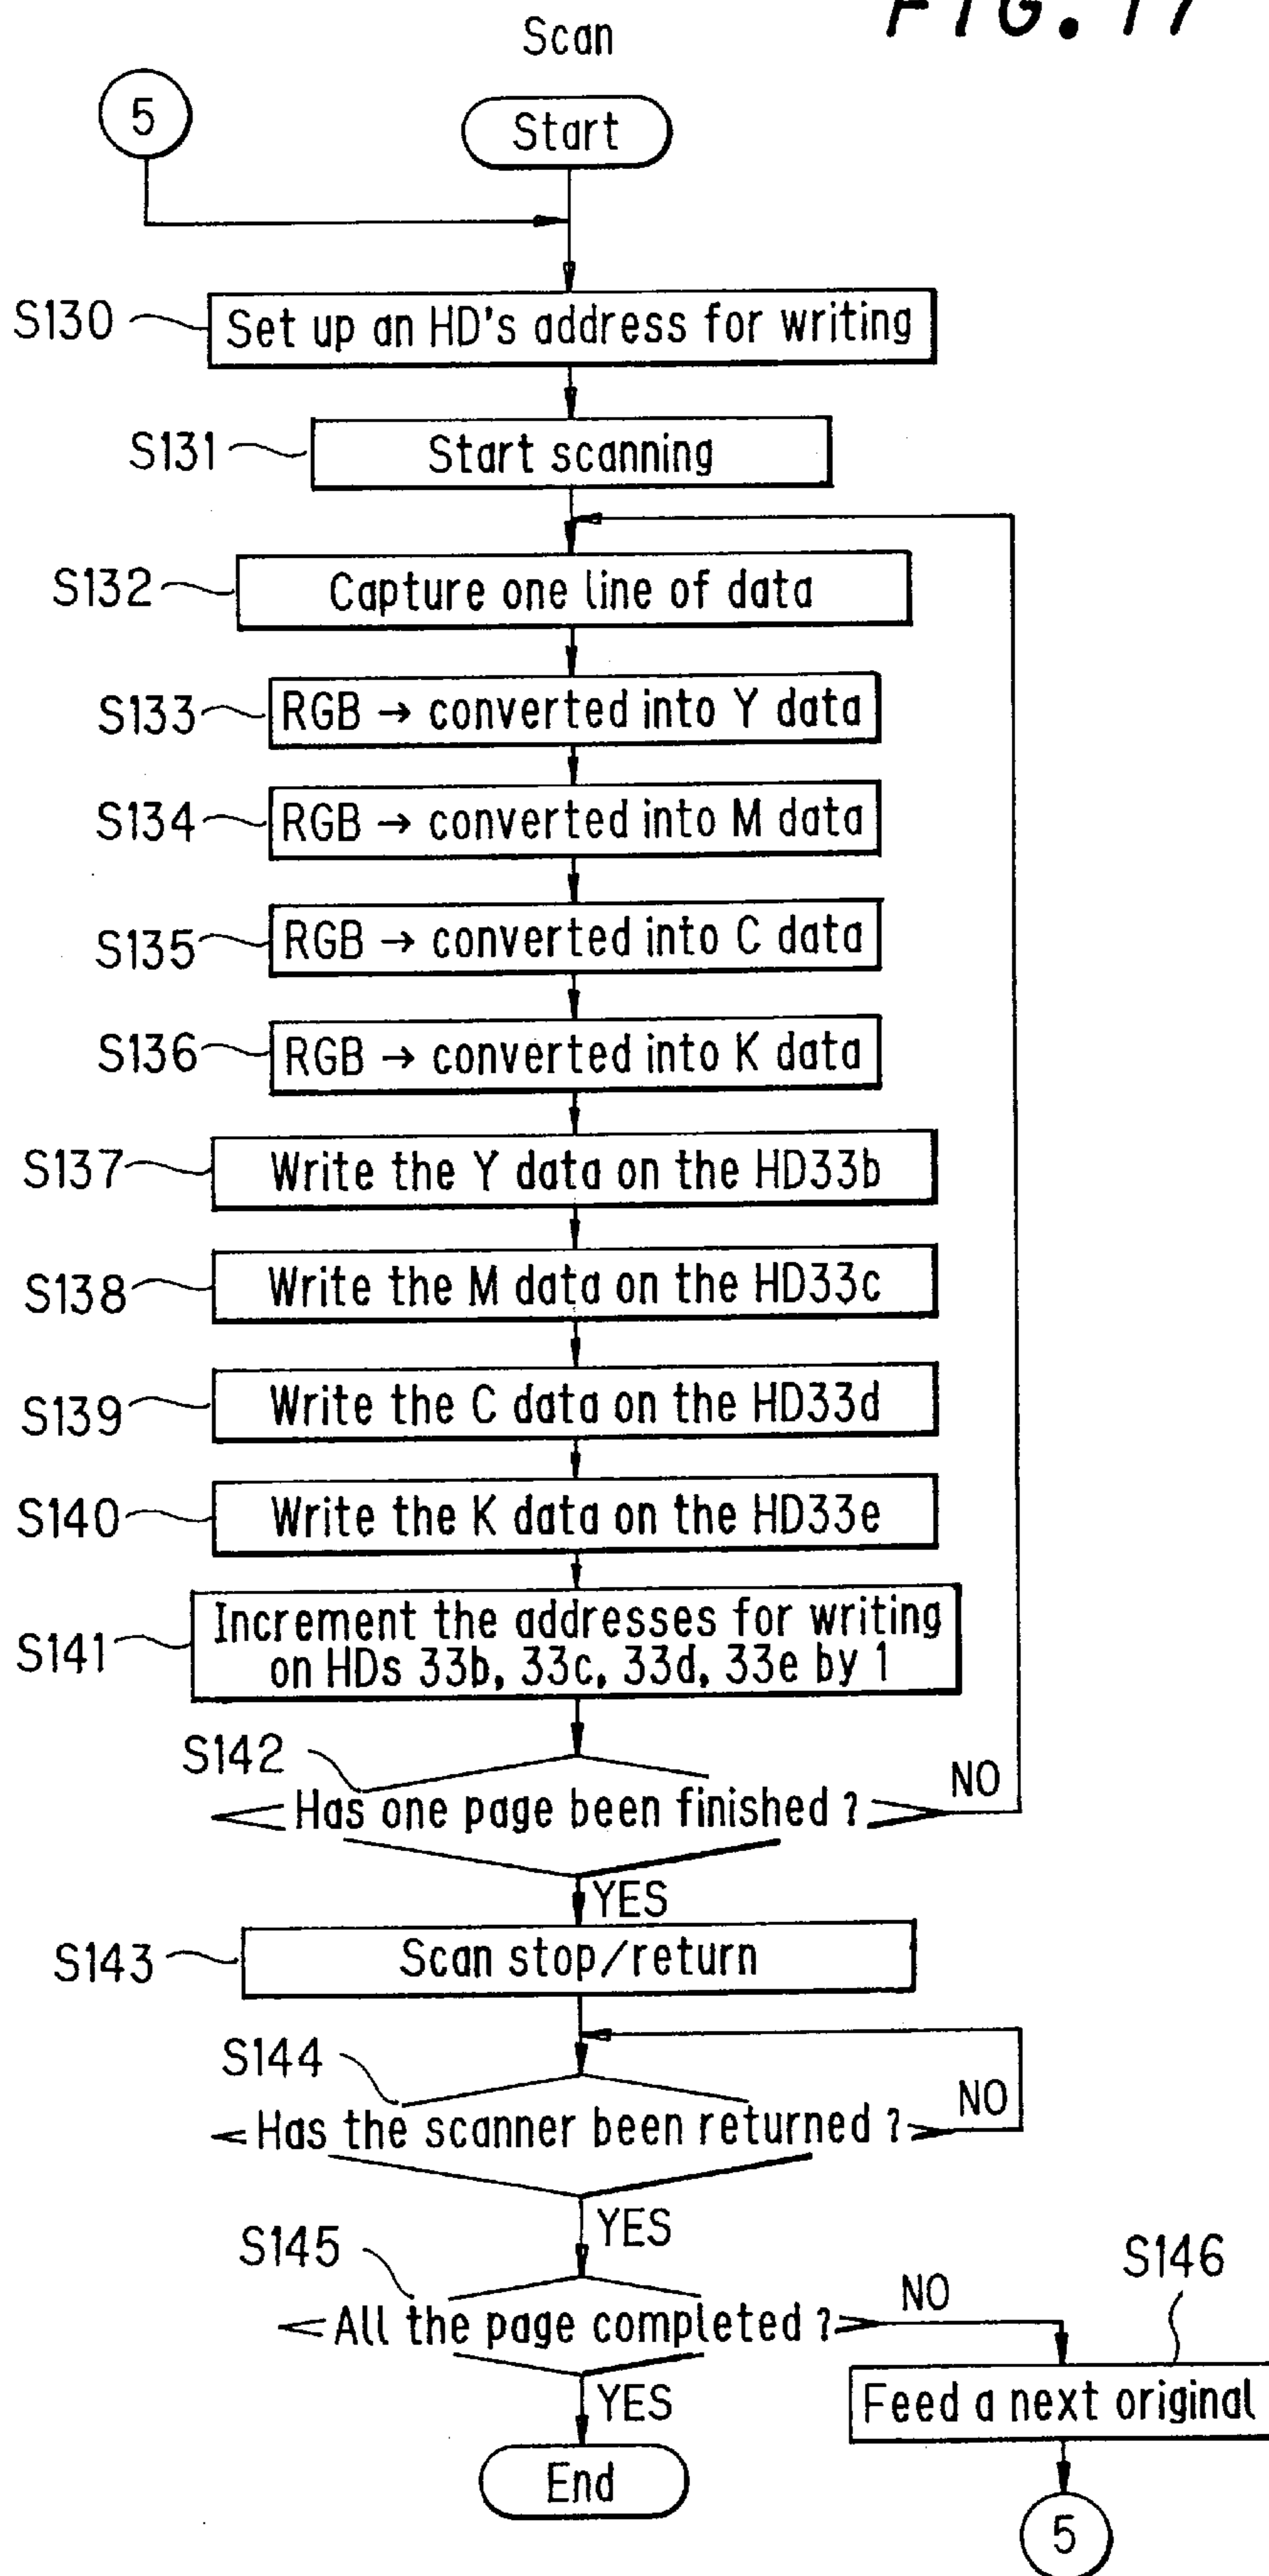 FIG. 17
Scan
5
Start
S130
Set up an HD's address for writing
S131
Start scanning
S132
Capture one line of data
S133
RGB → converted into Y data
S134
RGB → converted into M data
S135
RGB → converted into C data
S136
RGB → converted into K data
S137
Write the Y data on the HD33b
S138
Write the M data on the HD33c
S139
Write the C data on the HD33d
S140
Write the K data on the HD33e
S141
Increment the addresses for writing
on HDs 33b, 33c, 33d, 33e by 1
S142
Has one page been finished ?
NO
YES
S143
Scan stop/return
S144
Has the scanner been returned ?
NO
YES
S145
All the page completed ?
NO
S146
YES
Feed a next original
End
5